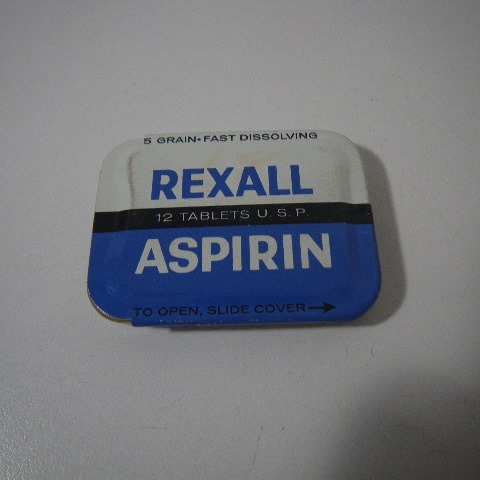 5 GRAIN • FAST DISSOLVING
REXALL
12 TABLETS U.S.P.
ASPIRIN
TO OPEN, SLIDE COVER →